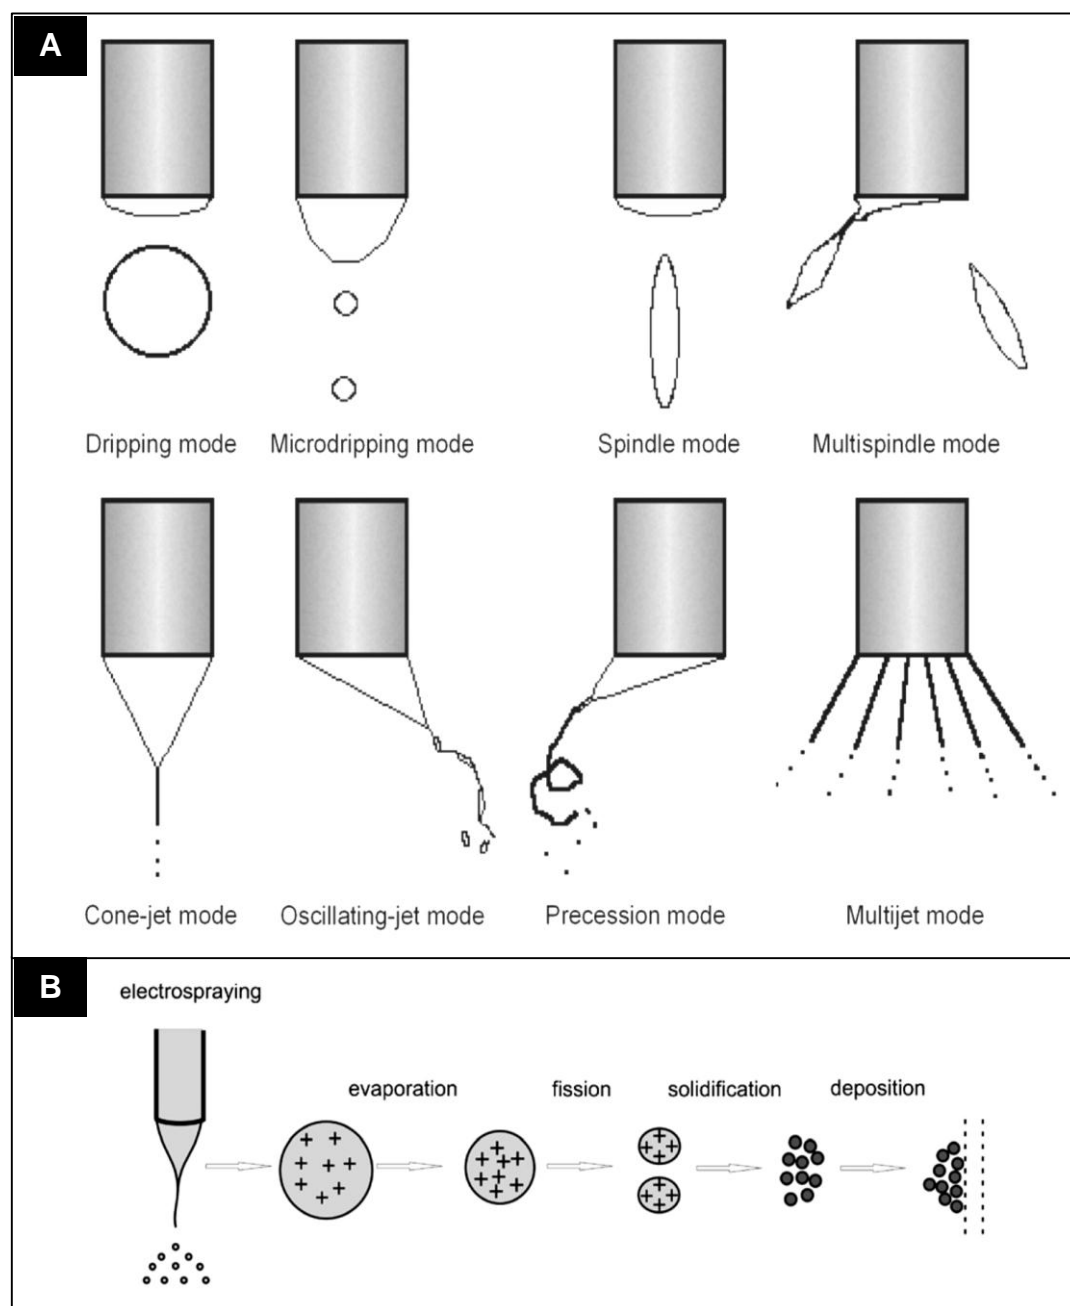 A
Dripping mode
Microdripping mode
Spindle mode
Multispindle mode
Cone-jet mode
Oscillating-jet mode
Precession mode
Multijet mode
B
electrospraying
evaporation
fission
solidification
deposition